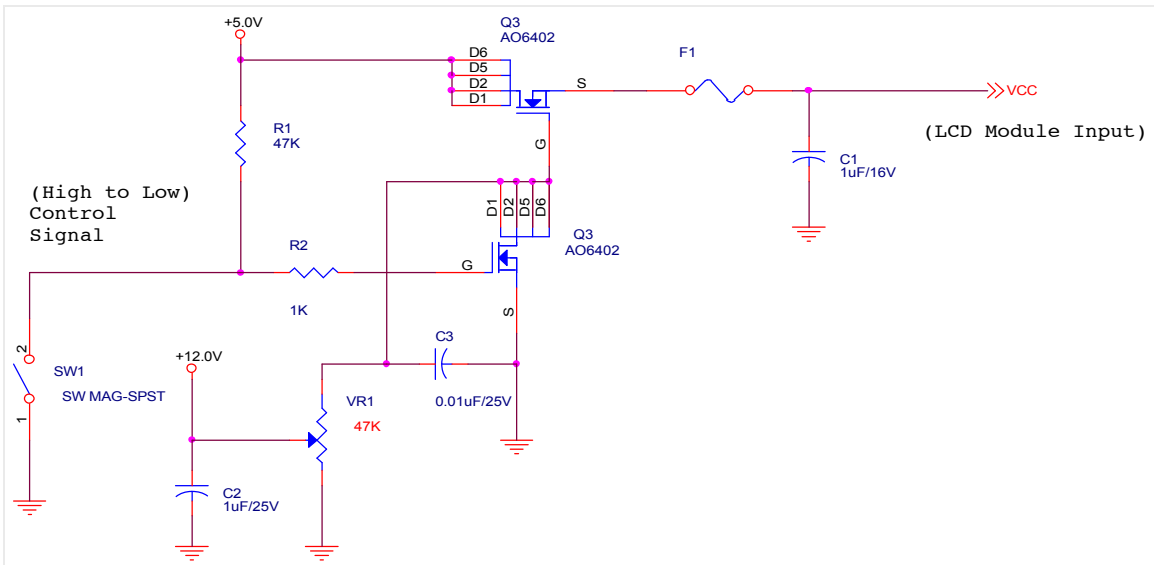 +5.0V
Q3
AO6402
D6
D5
D2
D1
S
G
F1
VCC
(LCD Module Input)
R1
47K
C1
1uF/16V
(High to Low)
Control
Signal
D1
D2
D5
D6
Q3
AO6402
R2
1K
G
S
C3
0.01uF/25V
2
SW1
SW MAG-SPST
1
+12.0V
VR1
47K
C2
1uF/25V